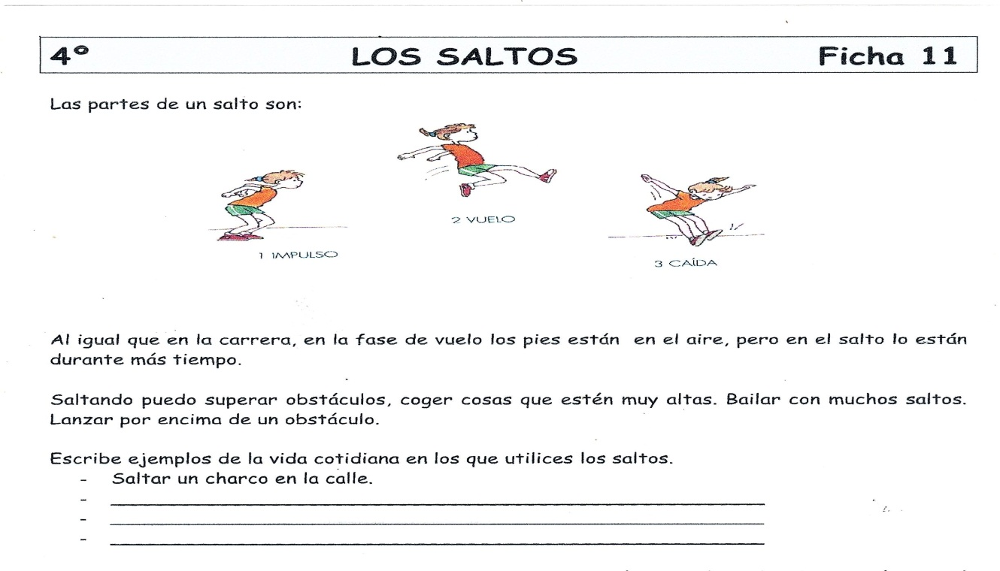 4º LOS SALTOS Ficha 11
Las partes de un salto son:
1 IMPULSO
2 VUELO
3 CAÍDA
Al igual que en la carrera, en la fase de vuelo los pies están en el aire, pero en el salto lo están
durante más tiempo.
Saltando puedo superar obstáculos, coger cosas que estén muy altas. Bailar con muchos saltos.
Lanzar por encima de un obstáculo.
Escribe ejemplos de la vida cotidiana en los que utilices los saltos.
- Saltar un charco en la calle.
-
-
-